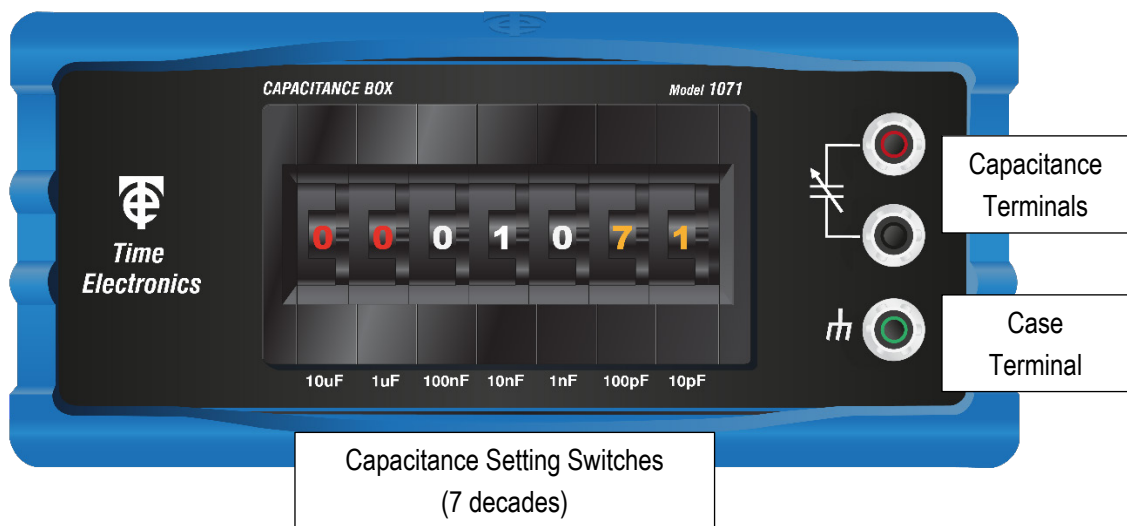 CAPACITANCE BOX
Model 1071
Time
Electronics
0 0 0 1 0 7 1
10uF 1uF 100nF 10nF 1nF 100pF 10pF
Capacitance
Terminals
Case
Terminal
Capacitance Setting Switches
(7 decades)